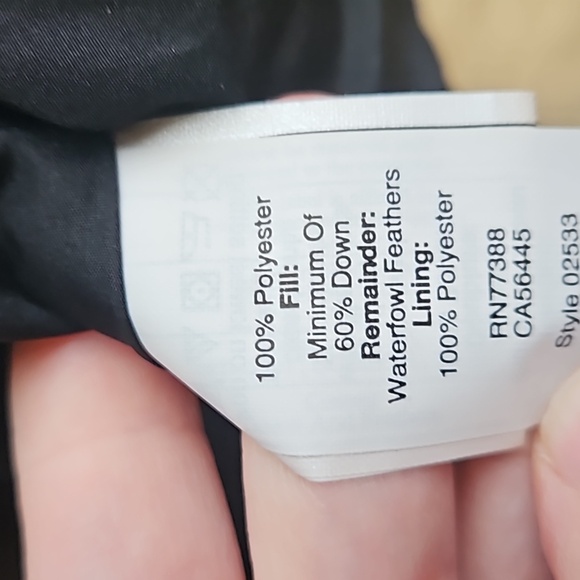 100% Polyester
Fill:
Minimum Of
60% Down
Remainder:
Waterfowl Feathers
Lining:
100% Polyester
RN77388
CA56445
Style 02533